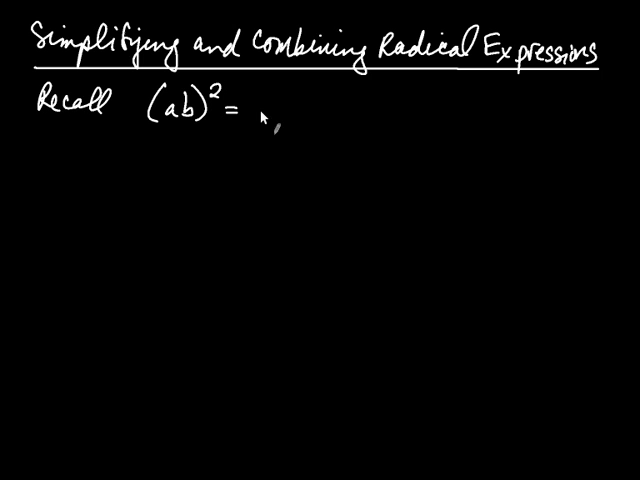 Simplifying and Combining Radical Expressions
Recall (ab)² =